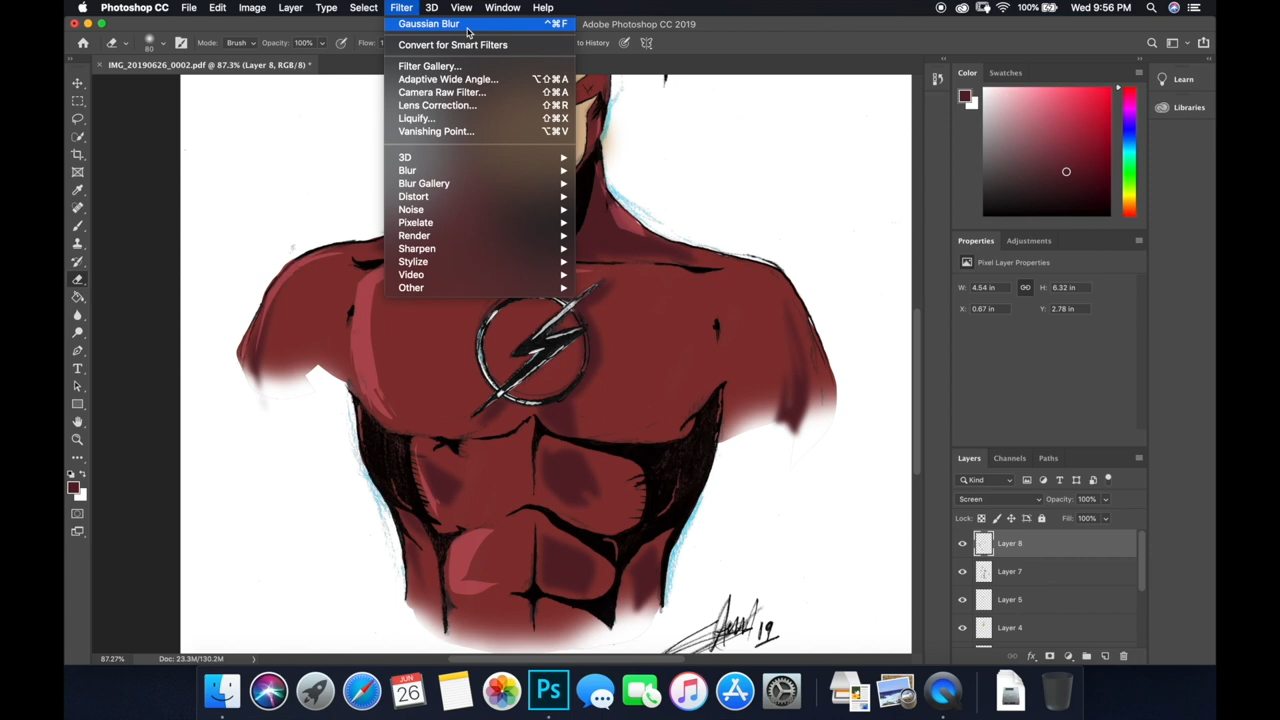 Photoshop CC File Edit Image Layer Type Select Filter 3D View Window Help 100% Wed 9:56 AM
Gaussian Blur ^⌘F Adobe Photoshop CC 2019
80 Mode: Brush Opacity: 100% Flow: 1 to History
IMG_20190626_0002.pdf @ 87.3% (Layer 8, RGB/8) *
Convert for Smart Filters
Filter Gallery...
Adaptive Wide Angle... ⌥⇧⌘A
Camera Raw Filter... ⇧⌘A
Lens Correction... ⇧⌘R
Liquify... ⇧⌘X
Vanishing Point... ⌥⌘V
3D
Blur
Blur Gallery
Distort
Noise
Pixelate
Render
Sharpen
Stylize
Video
Other
19
Color Swatches
Learn
Libraries
Properties Adjustments
Pixel Layer Properties
W: 4.54 in H: 6.32 in
X: 0.67 in Y: 2.78 in
Layers Channels Paths
Kind
Screen Opacity: 100%
Lock: Fill: 100%
Layer 8
Layer 7
Layer 5
Layer 4
fx
87.27% Doc: 23.3M/130.2M
JUN
26
Ps